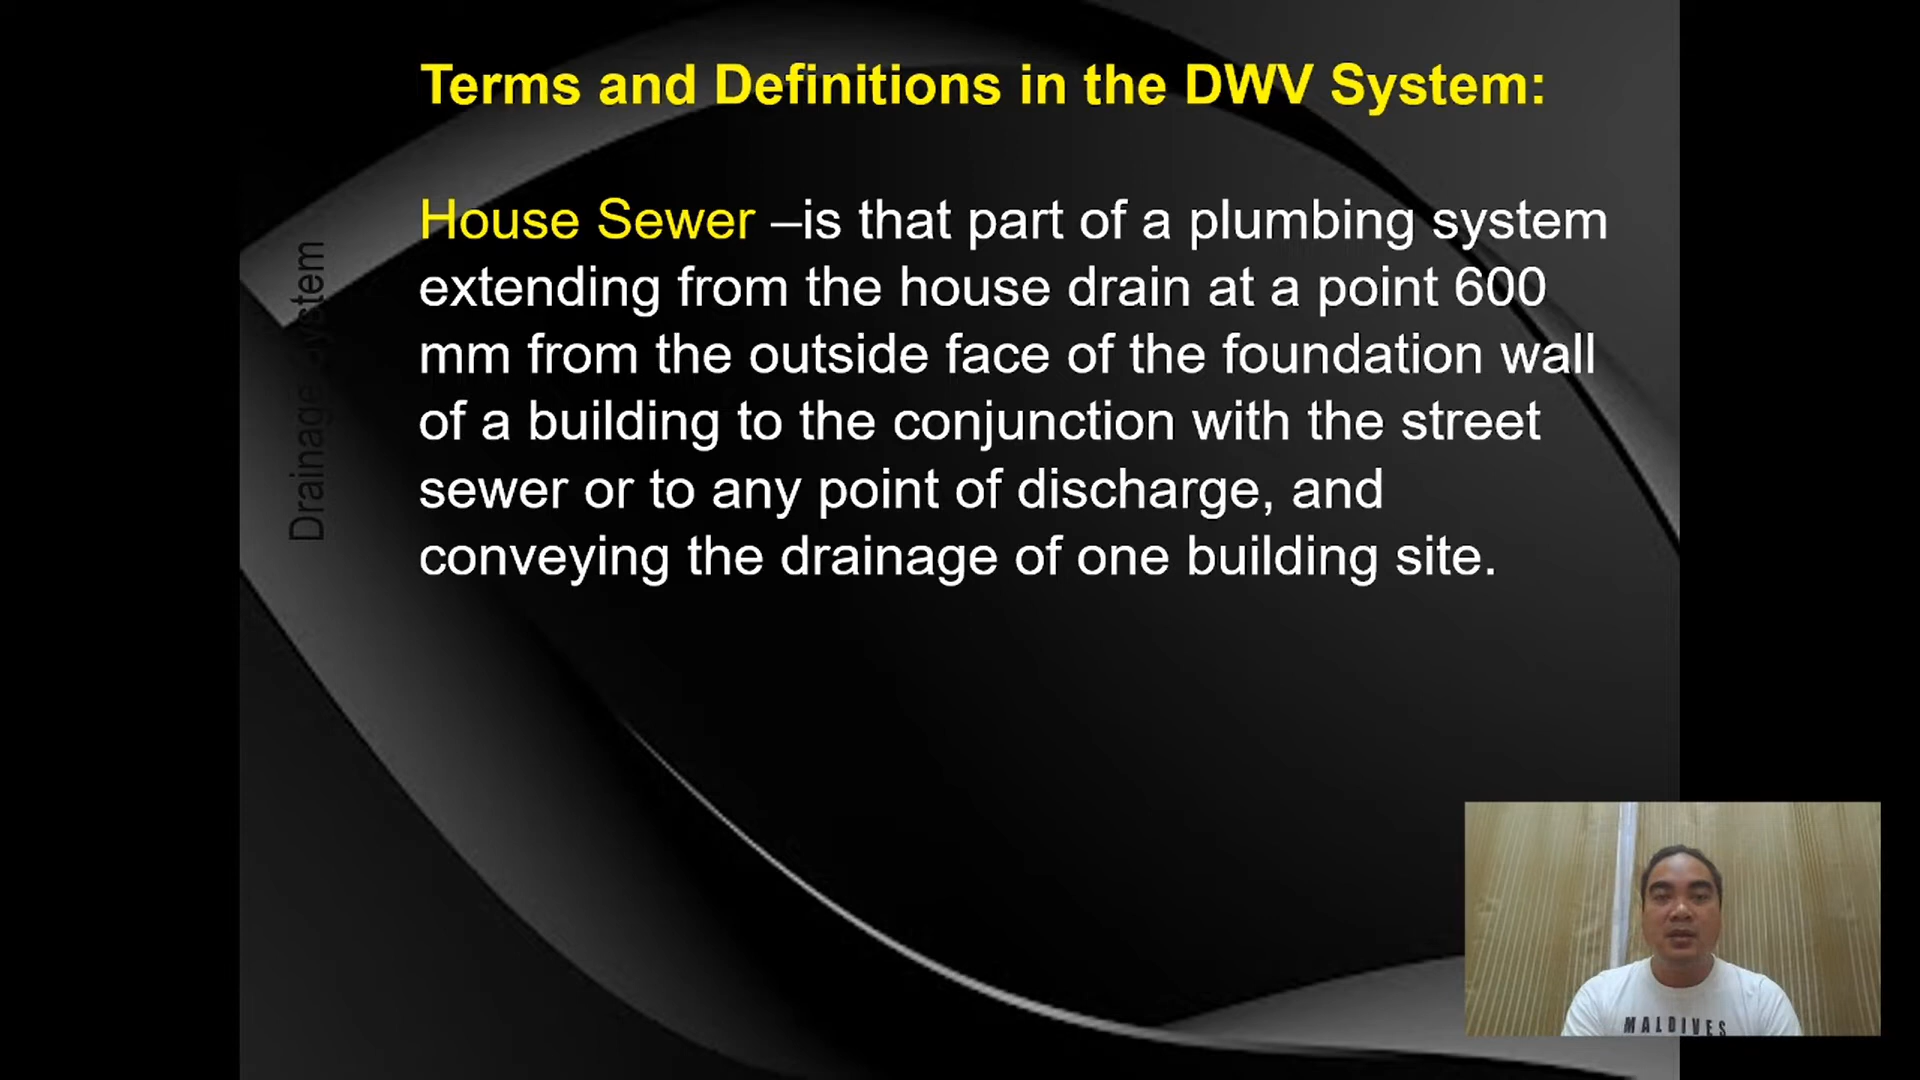 Terms and Definitions in the DWV System:
House Sewer –is that part of a plumbing system
extending from the house drain at a point 600
mm from the outside face of the foundation wall
of a building to the conjunction with the street
sewer or to any point of discharge, and
conveying the drainage of one building site.
Drainage System
MALDIVES